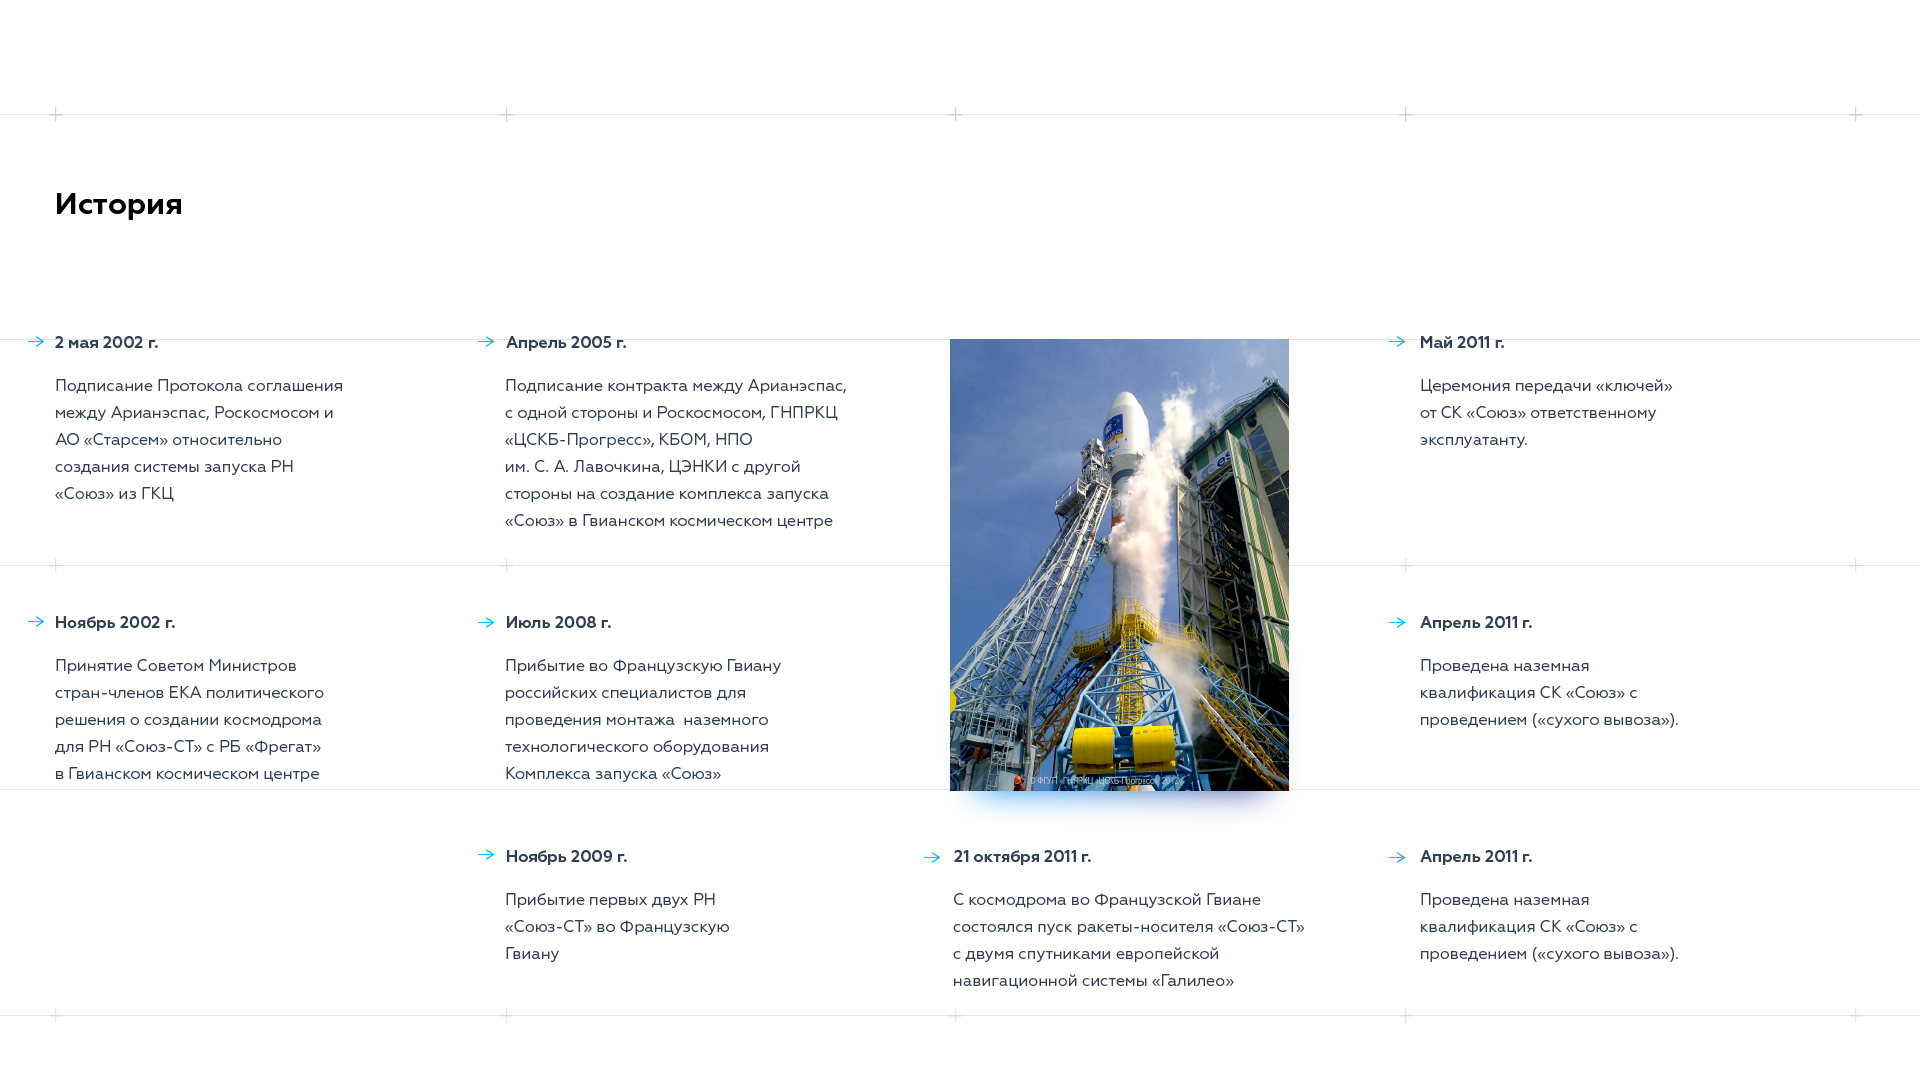 История
2 мая 2002 г.
Подписание Протокола соглашения
между Арианэспас, Роскосмосом и
АО «Старсем» относительно
создания системы запуска РН
«Союз» из ГКЦ
Ноябрь 2002 г.
Принятие Советом Министров
стран-членов ЕКА политического
решения о создании космодрома
для РН «Союз-СТ» с РБ «Фрегат»
в Гвианском космическом центре
Апрель 2005 г.
Подписание контракта между Арианэспас,
с одной стороны и Роскосмосом, ГНПРКЦ
«ЦСКБ-Прогресс», КБОМ, НПО
им. С. А. Лавочкина, ЦЭНКИ с другой
стороны на создание комплекса запуска
«Союз» в Гвианском космическом центре
Июль 2008 г.
Прибытие во Французскую Гвиану
российских специалистов для
проведения монтажа  наземного
технологического оборудования
Комплекса запуска «Союз»
Ноябрь 2009 г.
Прибытие первых двух РН
«Союз-СТ» во Французскую
Гвиану
© ФГУП «ГНПРКЦ «ЦСКБ-Прогресс»
21 октября 2011 г.
С космодрома во Французской Гвиане
состоялся пуск ракеты-носителя «Союз-СТ»
с двумя спутниками европейской
навигационной системы «Галилео»
Май 2011 г.
Церемония передачи «ключей»
от СК «Союз» ответственному
эксплуатанту.
Апрель 2011 г.
Проведена наземная
квалификация СК «Союз» с
проведением («сухого вывоза»).
Апрель 2011 г.
Проведена наземная
квалификация СК «Союз» с
проведением («сухого вывоза»).